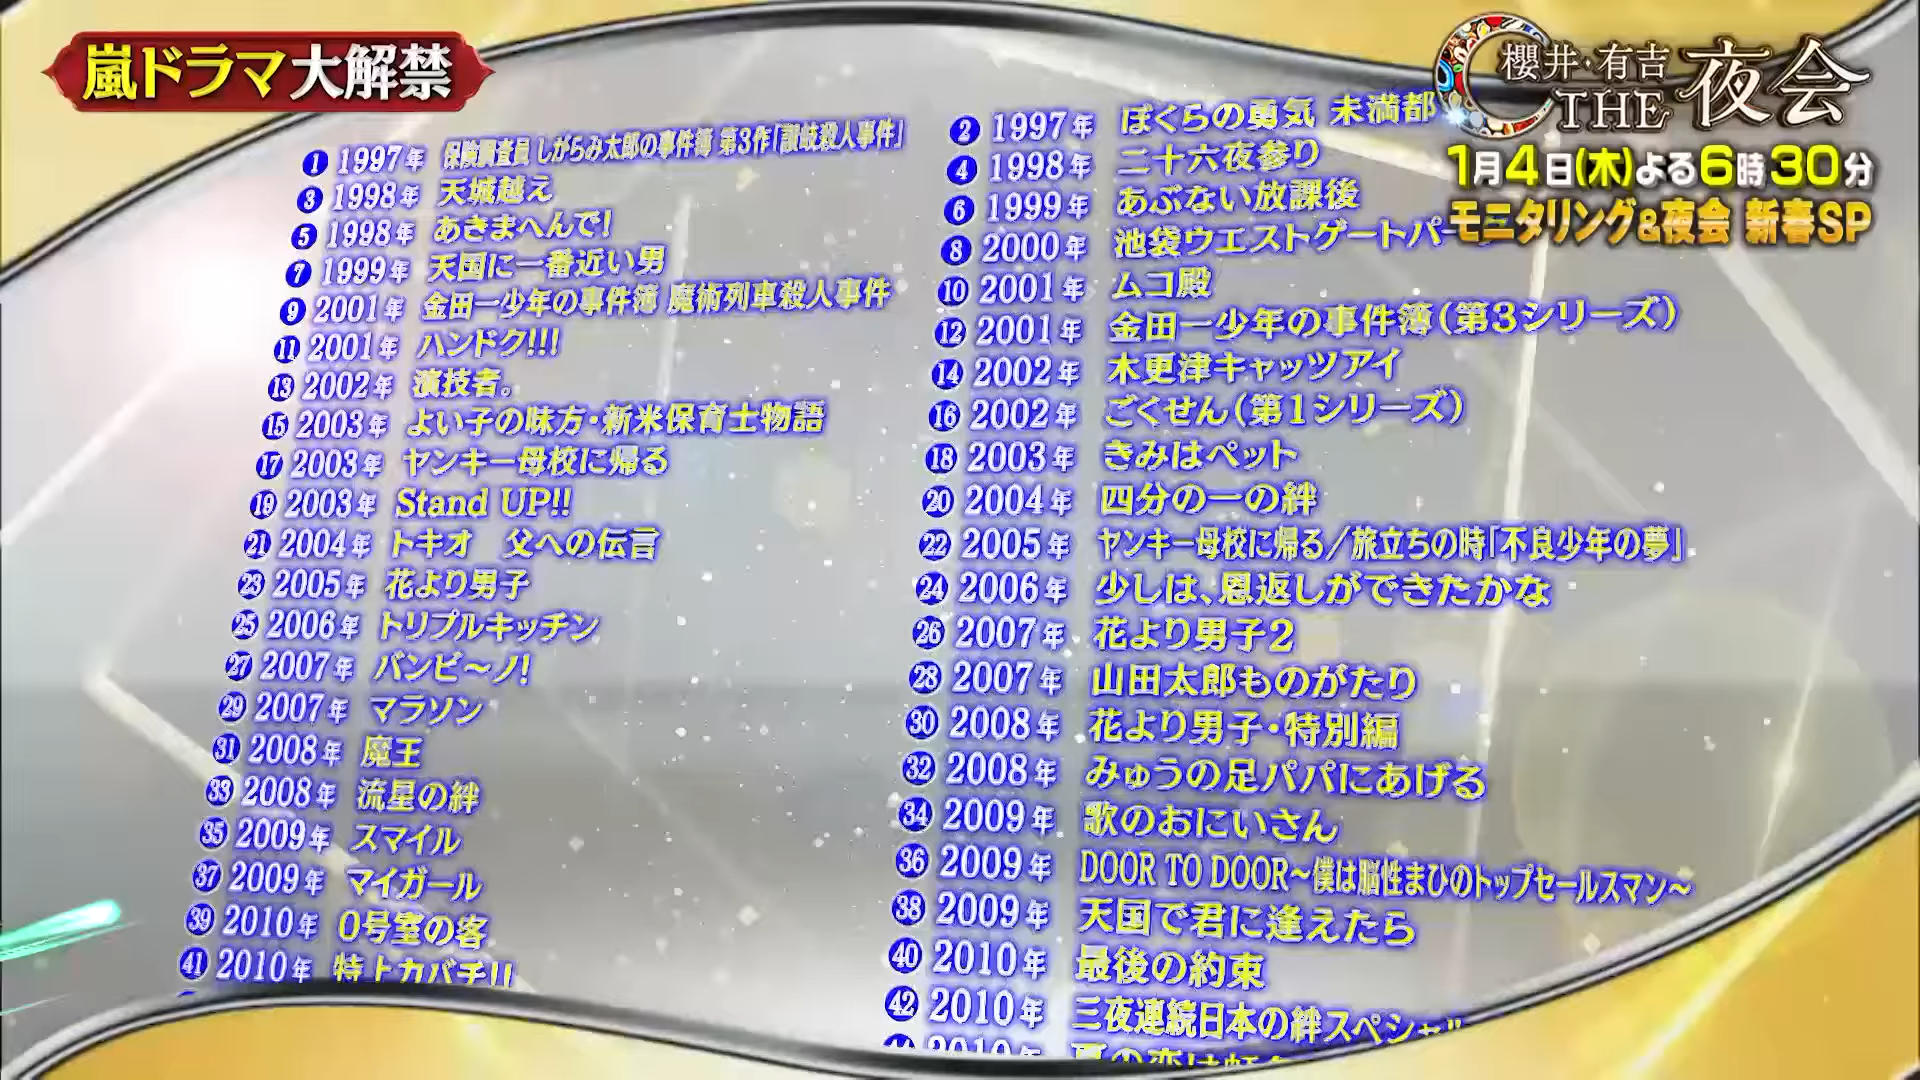 嵐ドラマ大解禁
櫻井・有吉
THE 夜会
1月4日(木)よる6時30分
モニタリング&夜会 新春SP
1 1997年 保険調査員 しがらみ太郎の事件簿 第3作「讃岐殺人事件」
2 1997年 ぼくらの勇気 未満都
3 1998年 天城越え
4 1998年 二十六夜参り
5 1998年 あきまへんで!
6 1999年 あぶない放課後
7 1999年 天国に一番近い男
8 2000年 池袋ウエストゲートパー
9 2001年 金田一少年の事件簿 魔術列車殺人事件
10 2001年 ムコ殿
11 2001年 ハンドク!!!
12 2001年 金田一少年の事件簿(第3シリーズ)
13 2002年 演技者。
14 2002年 木更津キャッツアイ
15 2003年 よい子の味方・新米保育士物語
16 2002年 ごくせん(第1シリーズ)
17 2003年 ヤンキー母校に帰る
18 2003年 きみはペット
19 2003年 Stand UP!!
20 2004年 四分の一の絆
21 2004年 トキオ 父への伝言
22 2005年 ヤンキー母校に帰る/旅立ちの時「不良少年の夢」
23 2005年 花より男子
24 2006年 少しは、恩返しができたかな
25 2006年 トリプルキッチン
26 2007年 花より男子2
27 2007年 バンビ〜ノ!
28 2007年 山田太郎ものがたり
29 2007年 マラソン
30 2008年 花より男子・特別編
31 2008年 魔王
32 2008年 みゅうの足パパにあげる
33 2008年 流星の絆
34 2009年 歌のおにいさん
35 2009年 スマイル
36 2009年 DOOR TO DOOR〜僕は脳性まひのトップセールスマン〜
37 2009年 マイガール
38 2009年 天国で君に逢えたら
39 2010年 0号室の客
40 2010年 最後の約束
41 2010年 特上カバチ!!
42 2010年 三夜連続日本の絆スペシャ
44 2010年